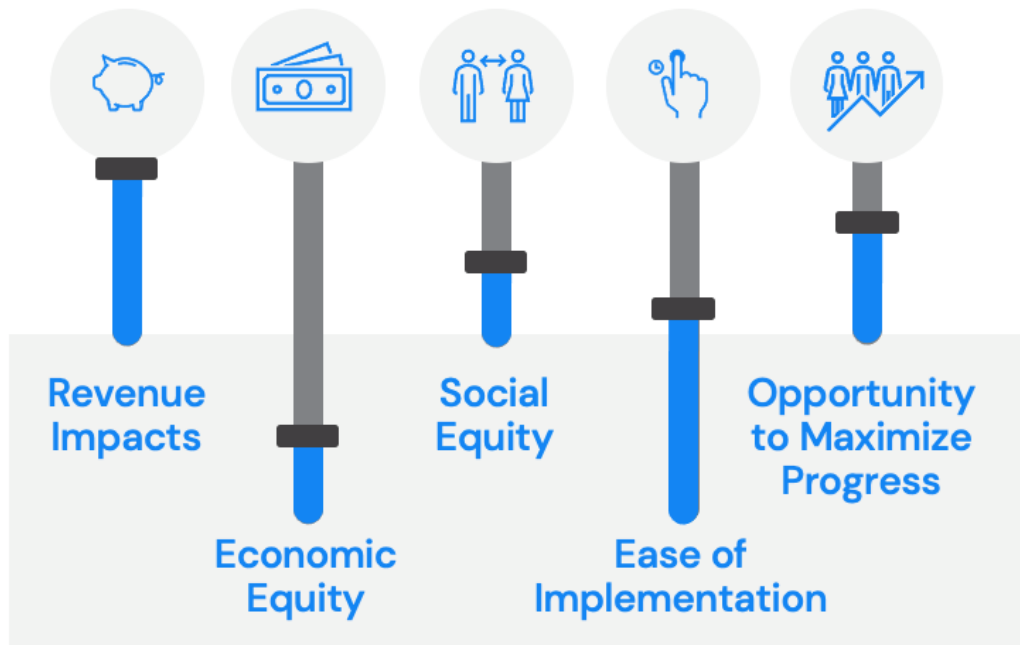 Revenue
Impacts
Economic
Equity
Social
Equity
Ease of
Implementation
Opportunity
to Maximize
Progress